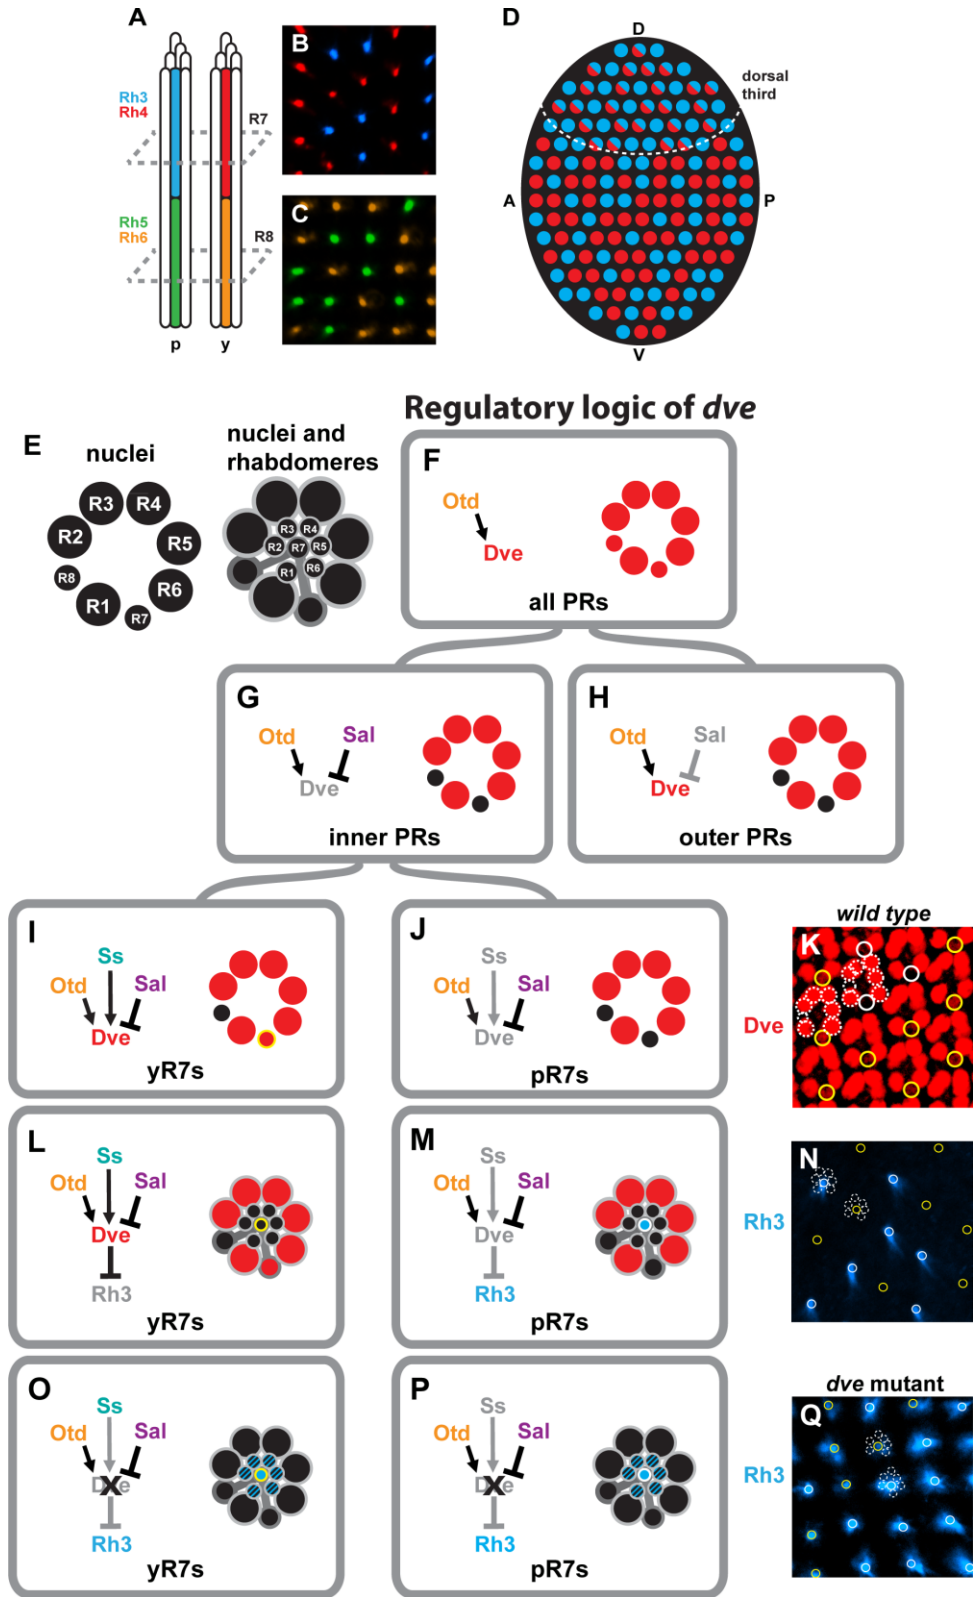 A
Rh3
Rh4
R7
Rh5
Rh6
R8
p
y
B
C
D
D
dorsal
third
A
P
V
Regulatory logic of dve
E
nuclei
R3
R4
R2
R5
R8
R1
R6
R7
nuclei and
rhabdomeres
R3
R4
R2
R7
R5
R1
R6
F
Otd
Dve
all PRs
G
Otd
Sal
Dve
inner PRs
H
Otd
Sal
Dve
outer PRs
I
Ss
Otd
Sal
Dve
yR7s
J
Ss
Otd
Sal
Dve
pR7s
wild type
K
Dve
L
Ss
Otd
Sal
Dve
Rh3
yR7s
M
Ss
Otd
Sal
Dve
Rh3
pR7s
N
Rh3
O
Ss
Otd
Sal
Dve
X
Rh3
yR7s
P
Ss
Otd
Sal
Dve
X
Rh3
pR7s
dve mutant
Q
Rh3